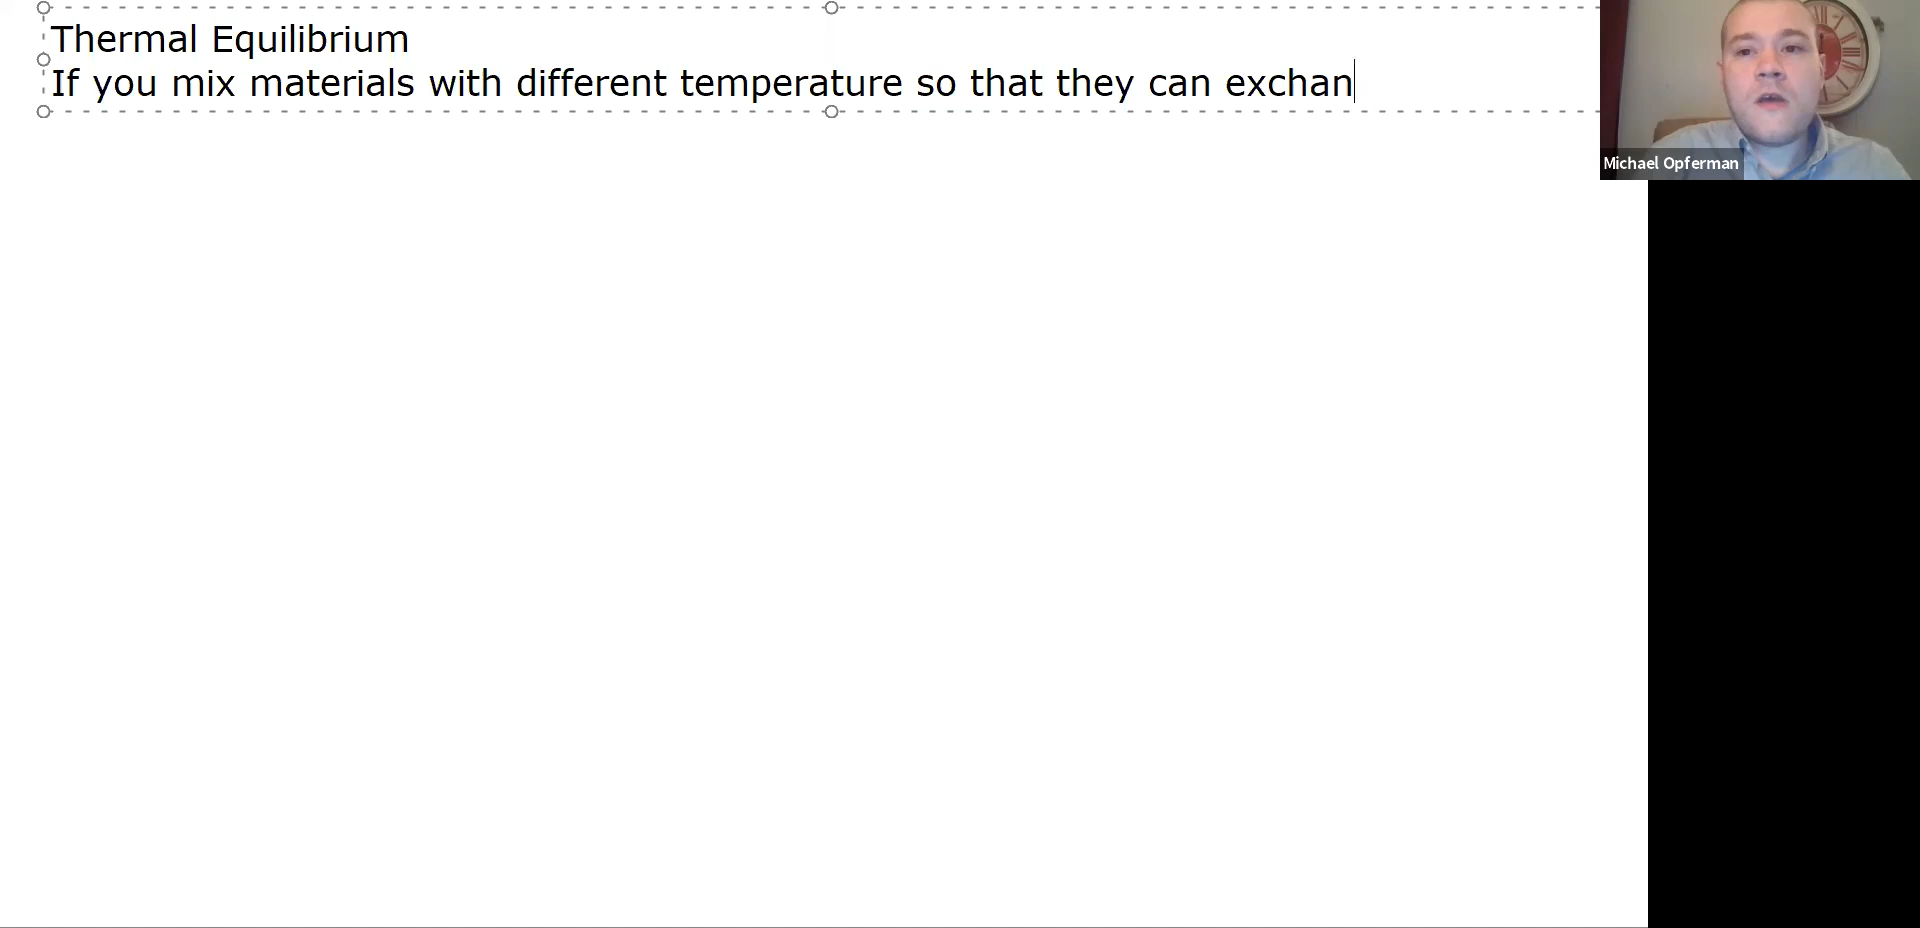 Thermal Equilibrium
If you mix materials with different temperature so that they can exchan
Michael Opferman